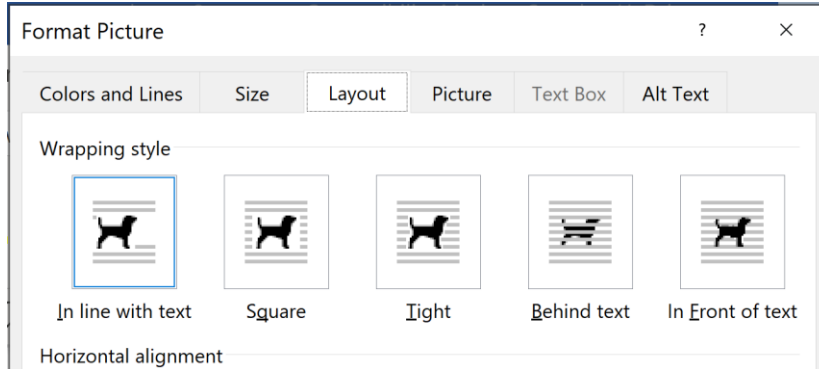 Format Picture ? ×
Colors and Lines Size Layout Picture Text Box Alt Text
Wrapping style
In line with text Square Tight Behind text In Front of text
Horizontal alignment